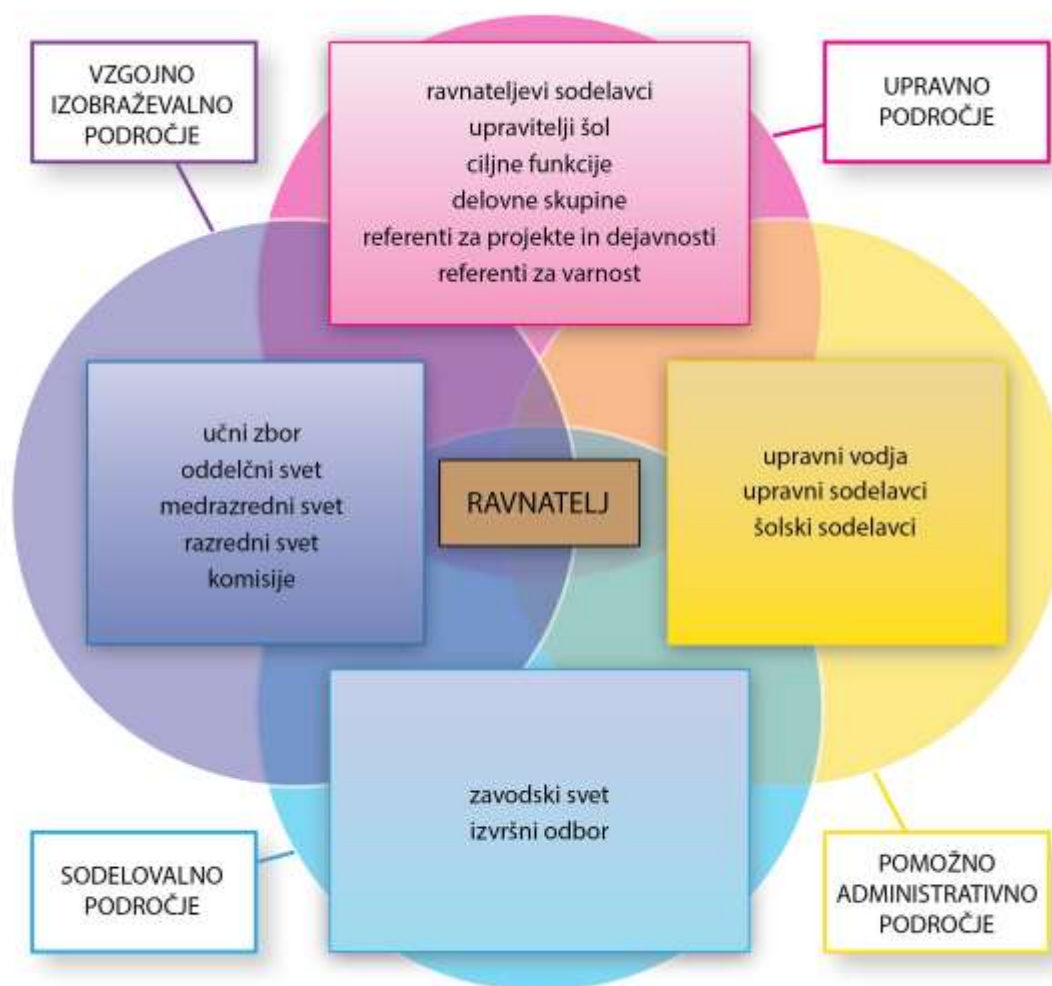 VZGOJNO
IZOBRAŽEVALNO
PODROČJE
ravnateljevi sodelavci
upravitelji šol
ciljne funkcije
delovne skupine
referenti za projekte in dejavnosti
referenti za varnost
UPRAVNO
PODROČJE
učni zbor
oddelčni svet
medrazredni svet
razredni svet
komisije
RAVNATELJ
upravni vodja
upravni sodelavci
šolski sodelavci
zavodski svet
izvršni odbor
SODELOVALNO
PODROČJE
POMOŽNO
ADMINISTRATIVNO
PODROČJE